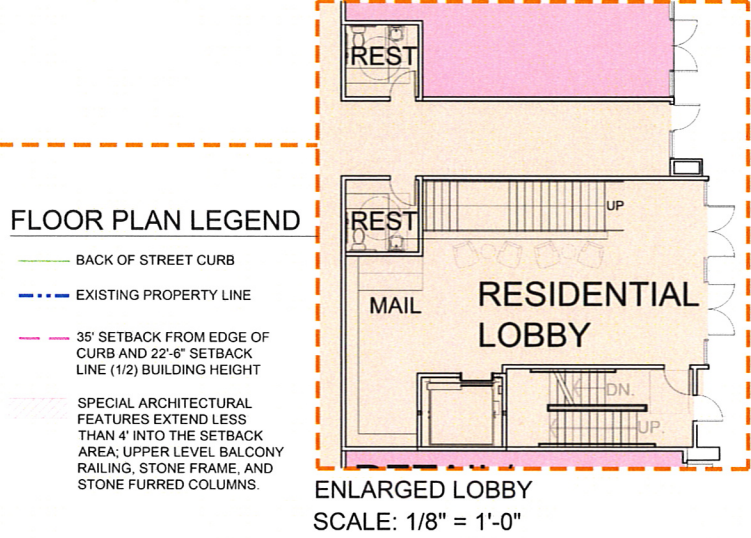 REST
FLOOR PLAN LEGEND
BACK OF STREET CURB
EXISTING PROPERTY LINE
35' SETBACK FROM EDGE OF
CURB AND 22'-6" SETBACK
LINE (1/2) BUILDING HEIGHT
SPECIAL ARCHITECTURAL
FEATURES EXTEND LESS
THAN 4' INTO THE SETBACK
AREA; UPPER LEVEL BALCONY
RAILING, STONE FRAME, AND
STONE FURRED COLUMNS.
REST
UP
MAIL
RESIDENTIAL
LOBBY
DN.
UP.
ENLARGED LOBBY
SCALE: 1/8" = 1'-0"